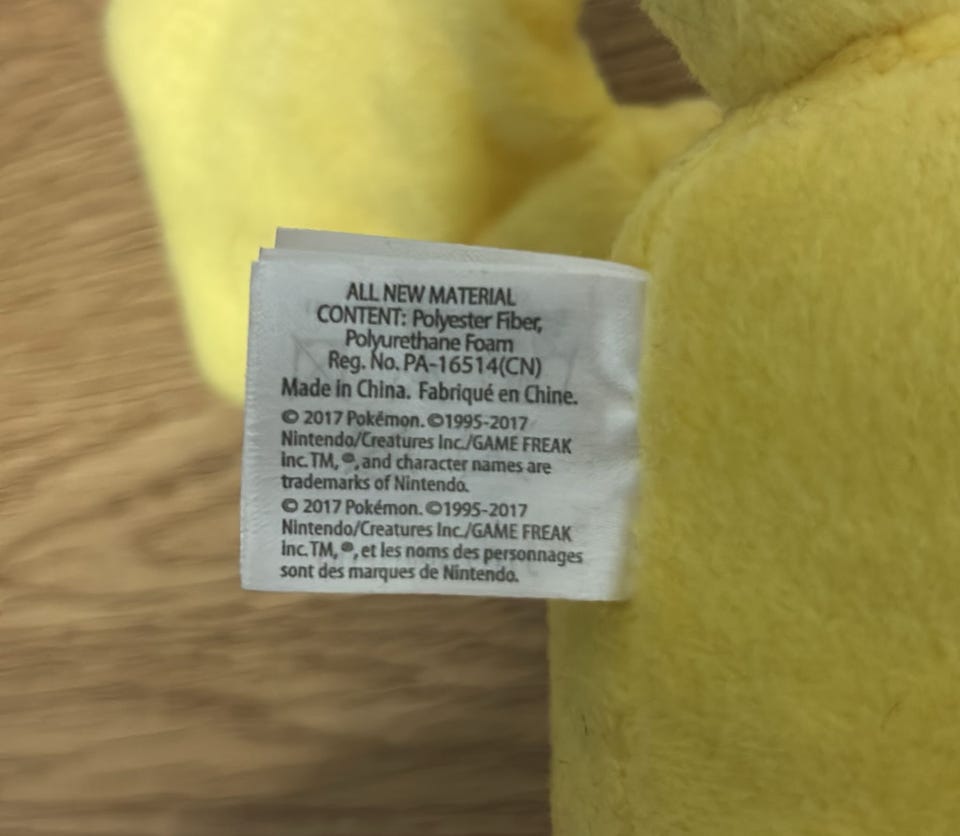 ALL NEW MATERIAL
CONTENT: Polyester Fiber,
Polyurethane Foam
Reg. No. PA-16514(CN)
Made in China. Fabriqué en Chine.
© 2017 Pokémon. ©1995-2017
Nintendo/Creatures Inc./GAME FREAK
inc.TM, ®, and character names are
trademarks of Nintendo.
© 2017 Pokémon. ©1995-2017
Nintendo/Creatures Inc./GAME FREAK
inc.TM, ®, et les noms des personnages
sont des marques de Nintendo.